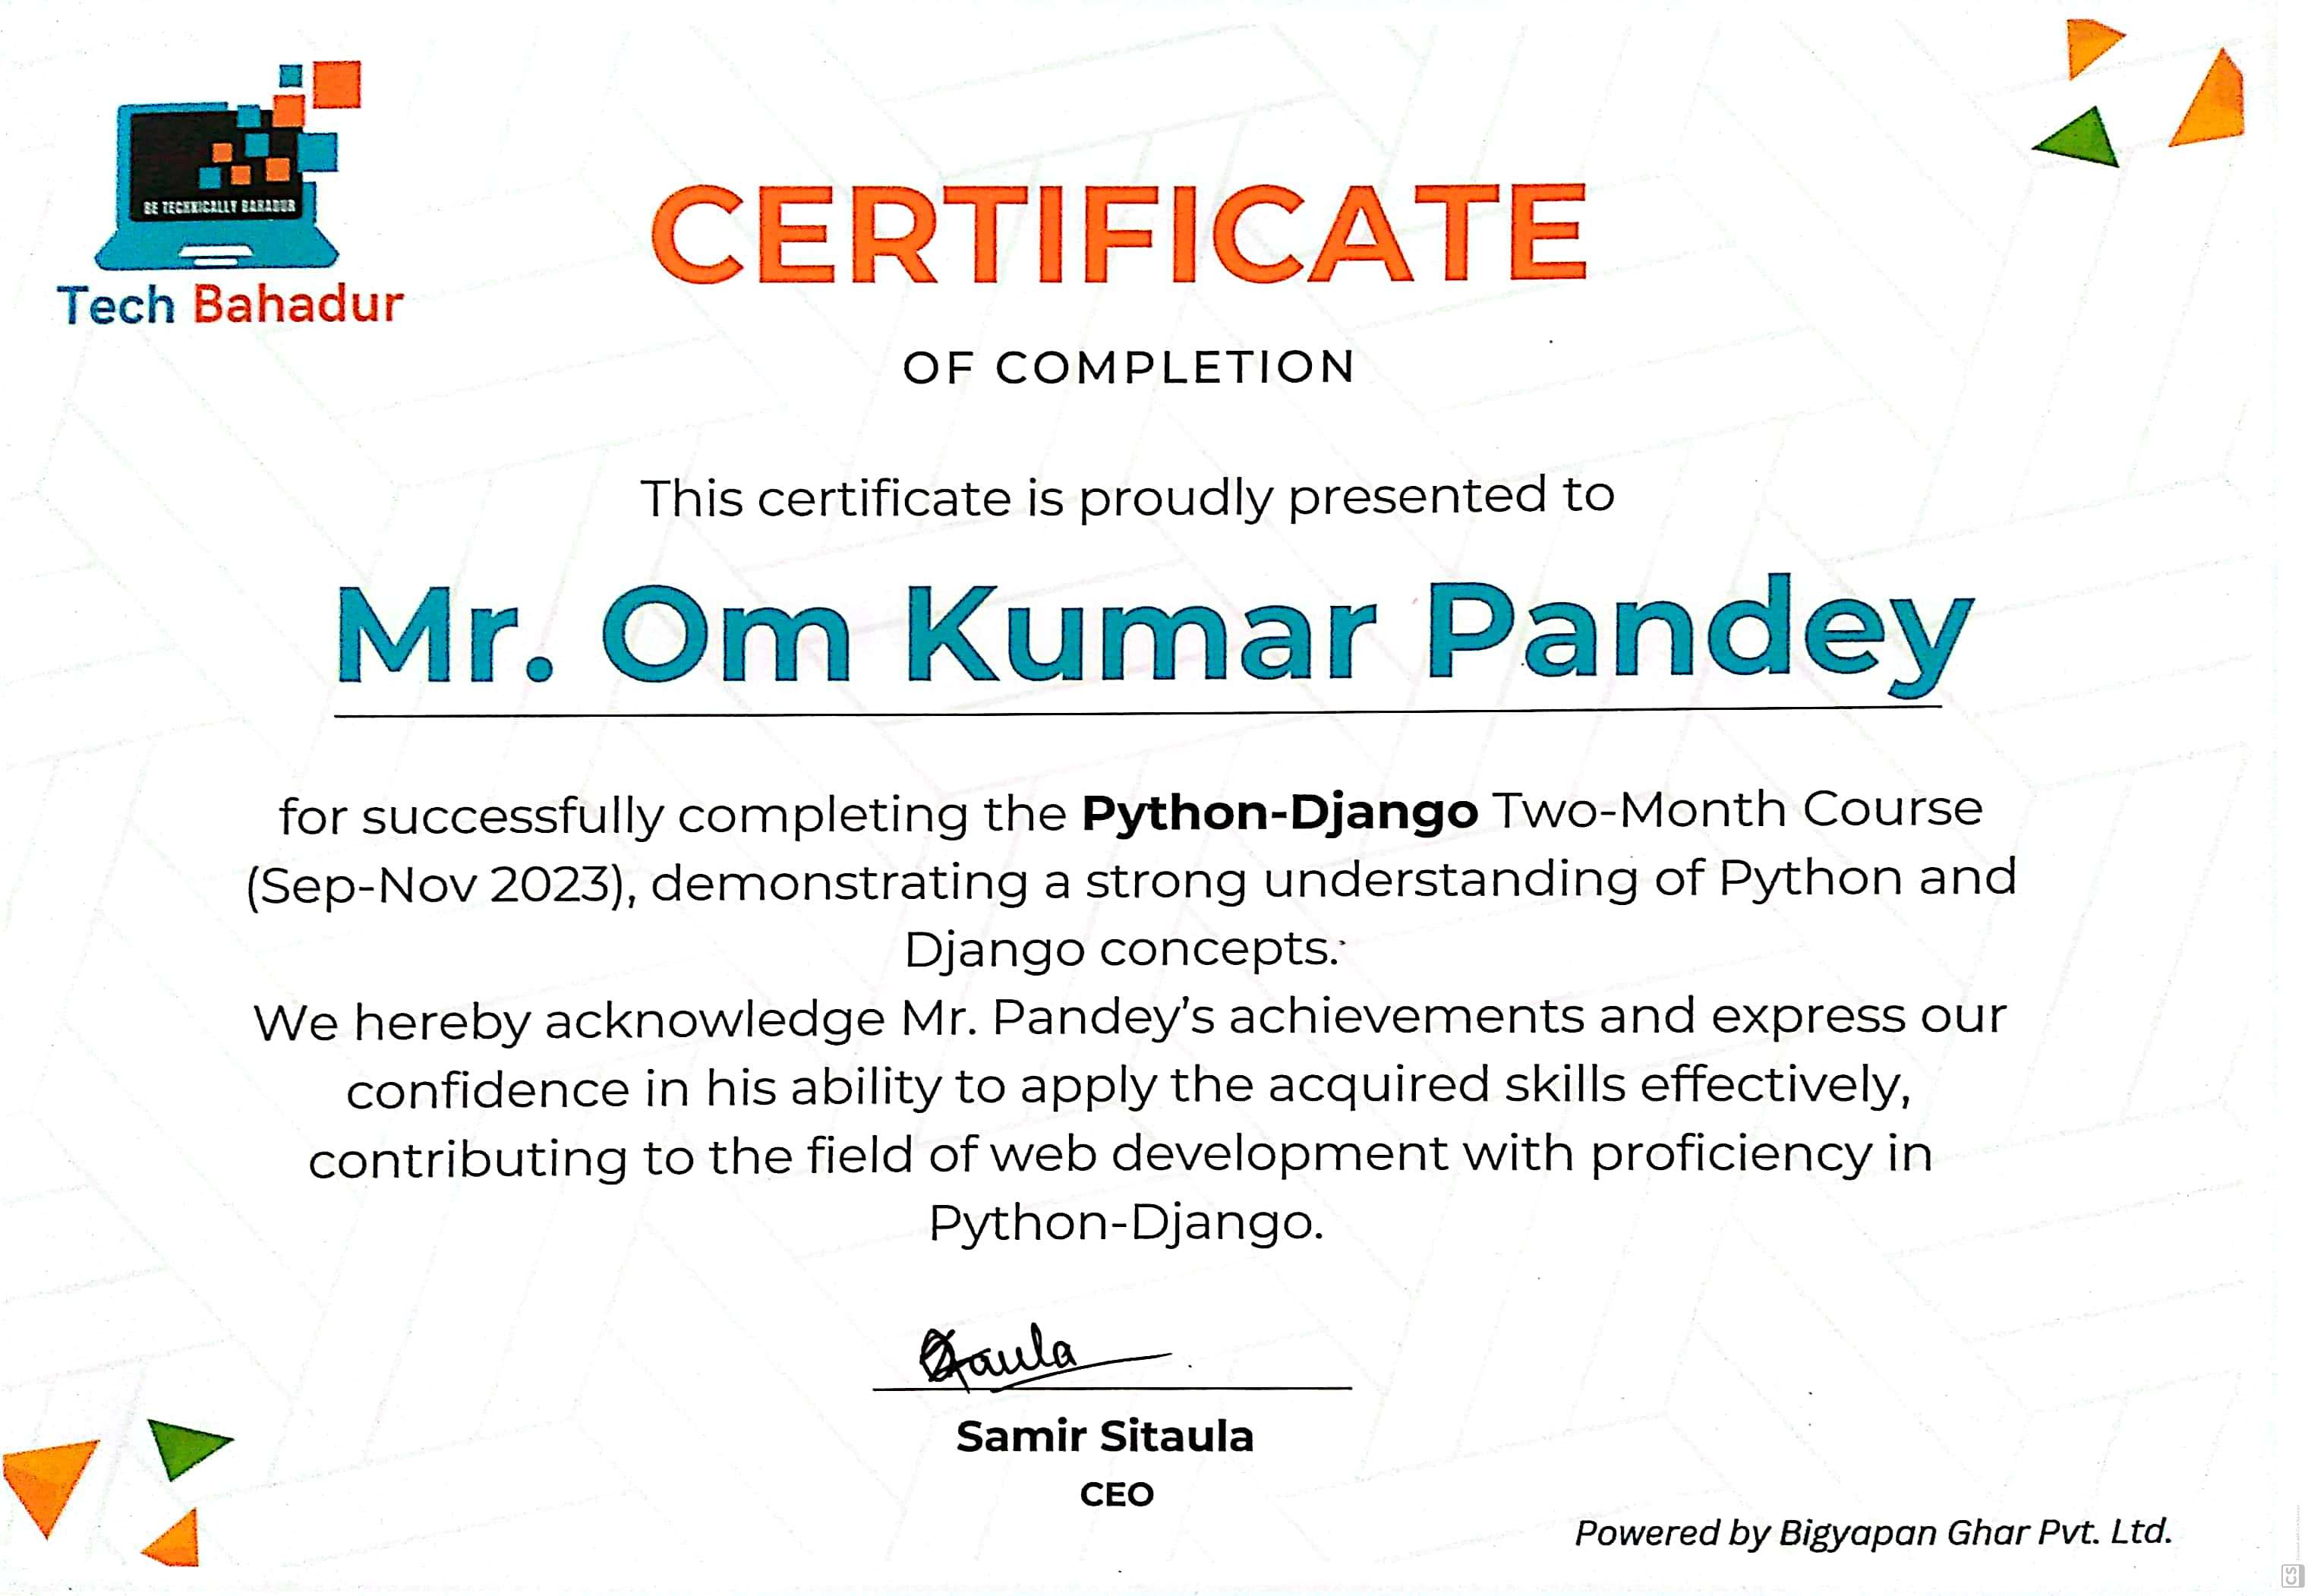 BE TECHNICALLY BAHADUR
Tech Bahadur
CERTIFICATE
OF COMPLETION
This certificate is proudly presented to
Mr. Om Kumar Pandey
for successfully completing the Python-Django Two-Month Course
(Sep-Nov 2023), demonstrating a strong understanding of Python and
Django concepts.
We hereby acknowledge Mr. Pandey's achievements and express our
confidence in his ability to apply the acquired skills effectively,
contributing to the field of web development with proficiency in
Python-Django.
Samir Sitaula
CEO
Powered by Bigyapan Ghar Pvt. Ltd.
CS